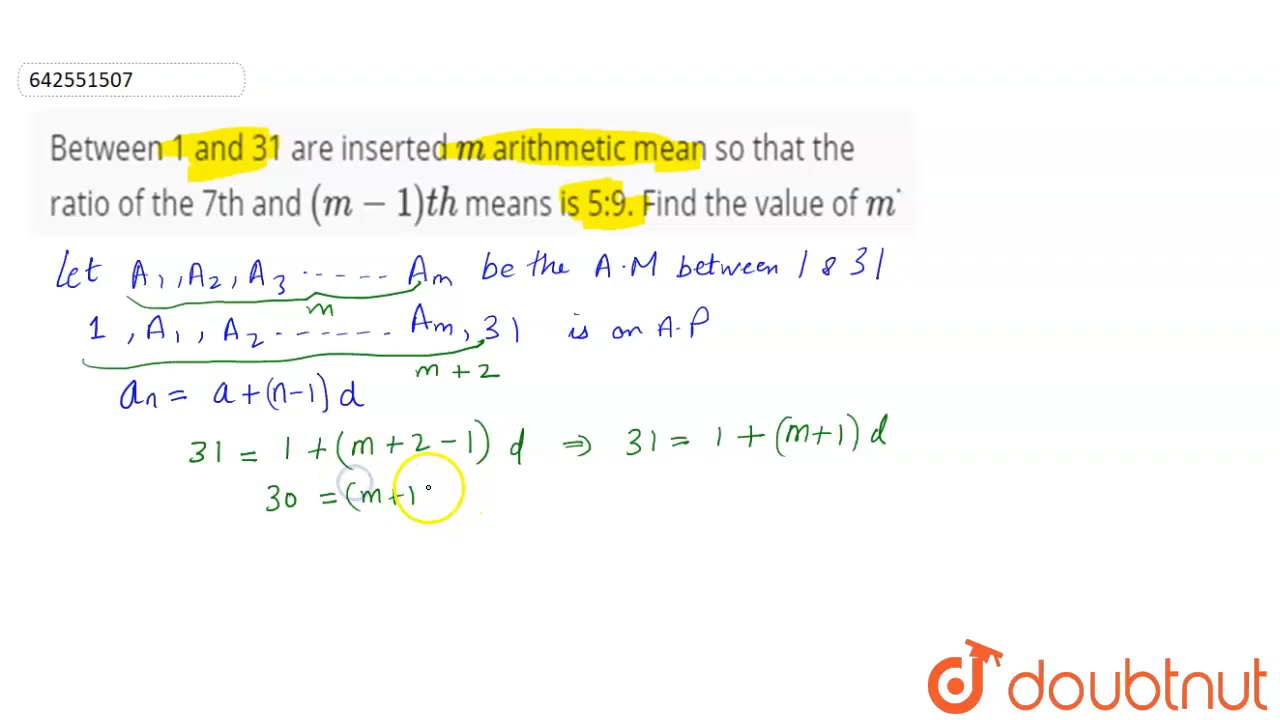 642551507
Between 1 and 31 are inserted m arithmetic mean so that the
ratio of the 7th and (m − 1)th means is 5:9. Find the value of m
Let A₁, A₂, A₃ ...... Aₘ be the A.M between 1 & 31
m
1, A₁, A₂ ....... Aₘ, 31 is an A.P
m + 2
aₙ = a + (n-1) d
31 = 1 + (m + 2 - 1) d ⇒ 31 = 1 + (m+1) d
30 = (m+1
doubtnut